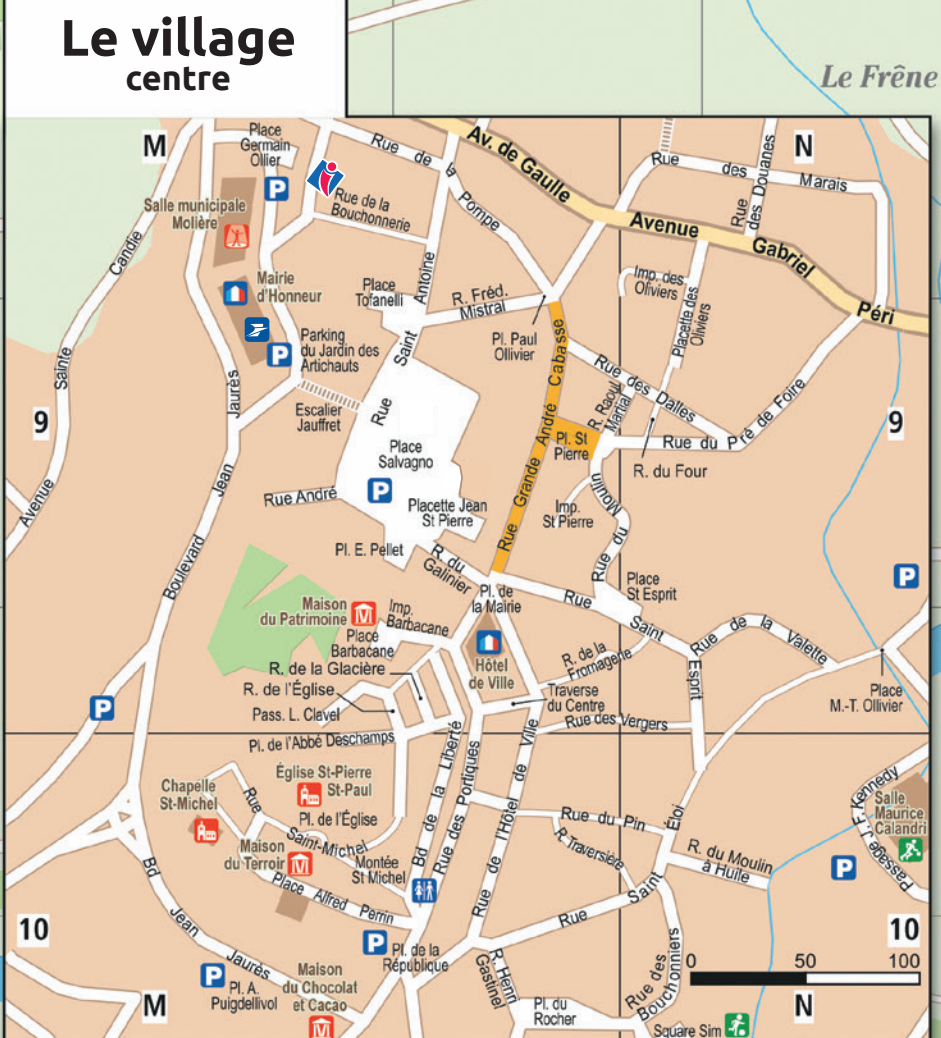 Le village
centre
Le Frêne
M
N
Place
Germain
Ollier
P
Rue de la Pompe
Av. de Gaulle
Avenue Gabriel Péri
Rue des Marais
Rue
des Douanes
Salle municipale
Molière
Rue de la
Bouchonnerie
Avenue Sainte Candie
Mairie
d'Honneur
Place
Tofanelli
Rue Saint Antoine
R. Fréd.
Mistral
Imp. des
Oliviers
Placette des
Oliviers
Pl. Paul
Ollivier
Parking
du Jardin des
Artichauts
P
Escalier
Jauffret
Rue des Dalles
R. Raoul
Martial
9
9
Pl. St
Pierre
Rue du Pré de Foire
R. du Four
Rue Grande André Cabasse
Place
Salvagno
P
Rue André
Placette Jean
St Pierre
Imp.
St Pierre
Rue du Moulin
Pl. E. Pellet
R. du
Galinier
Boulevard Jean Jaurès
P
Place
St Esprit
Pl. de
la Mairie
Rue Saint Esprit
Maison
du Patrimoine
Imp.
Barbacane
Place
Barbacane
Rue de la Valette
R. de la Glacière
Hôtel
de Ville
R. de la
Fromagerie
R. de l'Église
Traverse
du Centre
Place
M.-T. Ollivier
P
Pass. L. Clavel
Rue des Vergers
Pl. de l'Abbé Deschamps
Bd de la Liberté
Rue des Portiques
Rue de l'Hôtel de Ville
Chapelle
St-Michel
Église St-Pierre
St-Paul
Pl. de l'Église
Rue Saint-Michel
Maison
du Terroir
Montée
St Michel
Place Alfred Perrin
Rue du Pin
R. Traversière
Rue Saint Éloi
R. du Moulin
à Huile
Passage J. F. Kennedy
Salle
Maurice
Calandri
P
10
10
Bd Jean Jaurès
P
Pl. de la
République
P
Pl. A.
Puigdellivol
Maison
du Chocolat
et Cacao
R. Henri
Gastinel
Pl. du
Rocher
Rue des
Bouchonniers
Square Sim
0 50 100
M
N